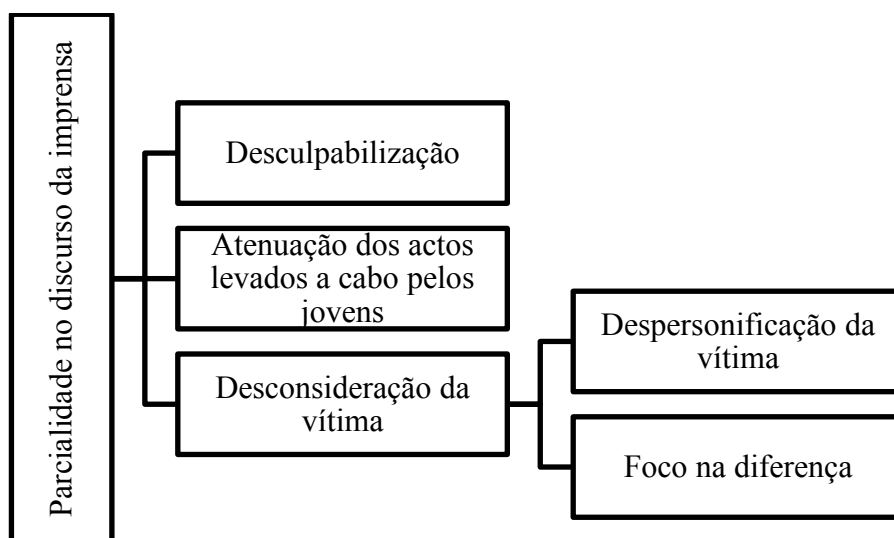 Parcialidade no discurso da imprensa
Desculpabilização
Atenuação dos actos
levados a cabo pelos
jovens
Desconsideração da
vítima
Despersonificação da
vítima
Foco na diferença